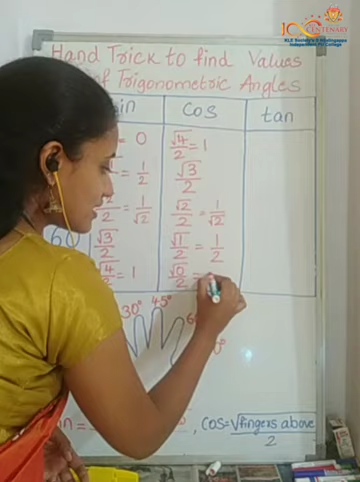 CENTENARY
Hand Trick to find Values
of Trigonometric Angles
in Cos tan
= 0 √4/2 = 1
= 1/2 √3/2
= 1/√2 √2/2 = 1/√2
60 √3/2 √1/2 = 1/2
√4/2 = 1 √0/2 =
30° 45°
, Cos = √fingers above/2